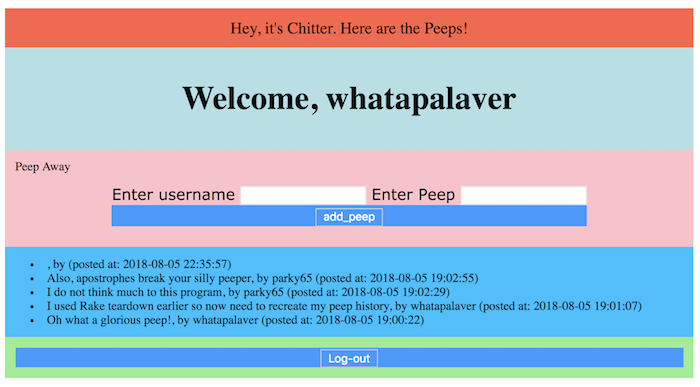 Hey, it's Chitter. Here are the Peeps!
Welcome, whatapalaver
Peep Away
Enter username Enter Peep
add_peep
, by (posted at: 2018-08-05 22:35:57)
Also, apostrophes break your silly peeper, by parky65 (posted at: 2018-08-05 19:02:55)
I do not think much to this program, by parky65 (posted at: 2018-08-05 19:02:29)
I used Rake teardown earlier so now need to recreate my peep history, by whatapalaver (posted at: 2018-08-05 19:01:07)
Oh what a glorious peep!, by whatapalaver (posted at: 2018-08-05 19:00:22)
Log-out